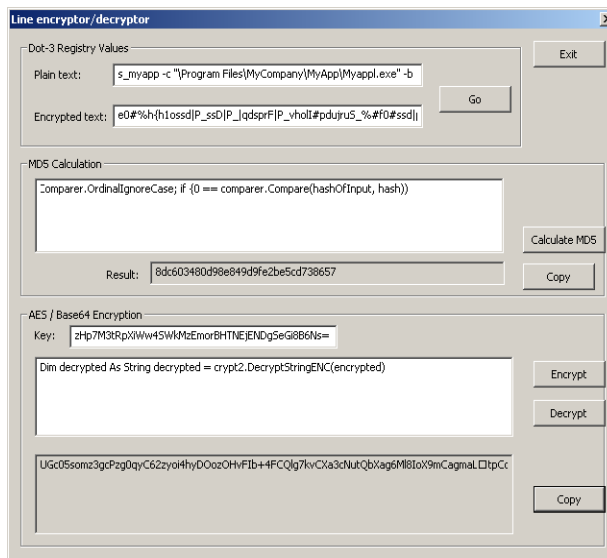 Line encryptor/decryptor
Dot-3 Registry Values
Plain text: s_myapp -c "\Program Files\MyCompany\MyApp\Myappl.exe" -b
Exit
Go
Encrypted text: e0#%h{h1ossd|P_ssD|P_|qdsprF|P_vholI#pdujruS_%#f0#ssd|
MD5 Calculation
Comparer.OrdinalIgnoreCase; if {0 == comparer.Compare(hashOfInput, hash))
Calculate MD5
Result: 8dc603480d98e849d9fe2be5cd738657
Copy
AES / Base64 Encryption
Key: zHp7M3tRpXiWw4SWkMzEmorBHTNEjENDgSeGi8B6Ns=
Dim decrypted As String decrypted = crypt2.DecryptStringENC(encrypted)
Encrypt
Decrypt
UGc05somz3gcPzg0qyC62zyoi4hyDOozOHvFIb+4FCQlg7kvCXa3cNutQbXag6Ml8IoX9mCagmaL□tpCc
Copy